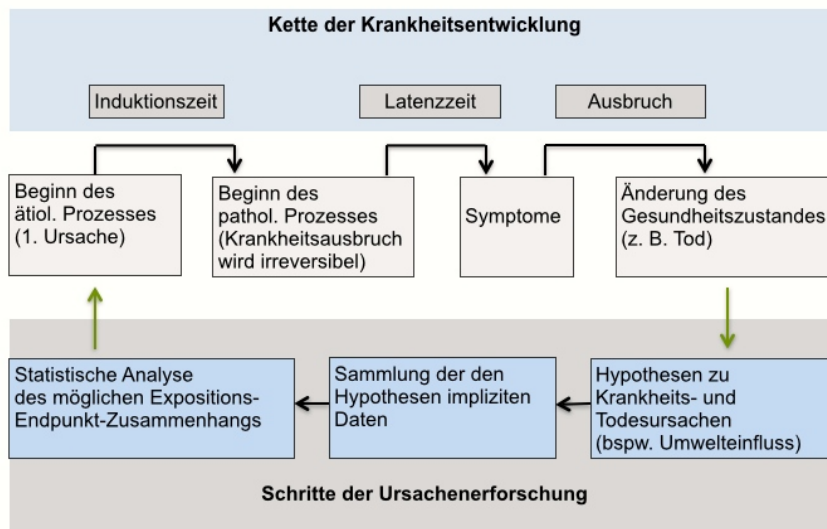 Kette der Krankheitsentwicklung
Induktionszeit
Latenzzeit
Ausbruch
Beginn des
ätiol. Prozesses
(1. Ursache)
Beginn des
pathol. Prozesses
(Krankheitsausbruch
wird irreversibel)
Symptome
Änderung des
Gesundheitszustandes
(z. B. Tod)
Statistische Analyse
des möglichen Expositions-
Endpunkt-Zusammenhangs
Sammlung der den
Hypothesen impliziten
Daten
Hypothesen zu
Krankheits- und
Todesursachen
(bspw. Umwelteinfluss)
Schritte der Ursachenerforschung